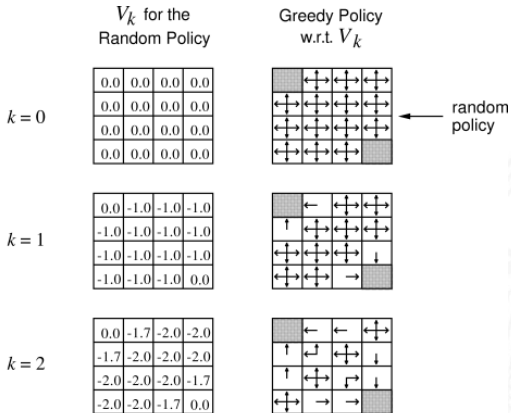 V_k for the Random Policy
Greedy Policy w.r.t. V_k
k = 0
0.0 0.0 0.0 0.0
0.0 0.0 0.0 0.0
0.0 0.0 0.0 0.0
0.0 0.0 0.0 0.0
random policy
k = 1
0.0 -1.0 -1.0 -1.0
-1.0 -1.0 -1.0 -1.0
-1.0 -1.0 -1.0 -1.0
-1.0 -1.0 -1.0 0.0
k = 2
0.0 -1.7 -2.0 -2.0
-1.7 -2.0 -2.0 -2.0
-2.0 -2.0 -2.0 -1.7
-2.0 -2.0 -1.7 0.0